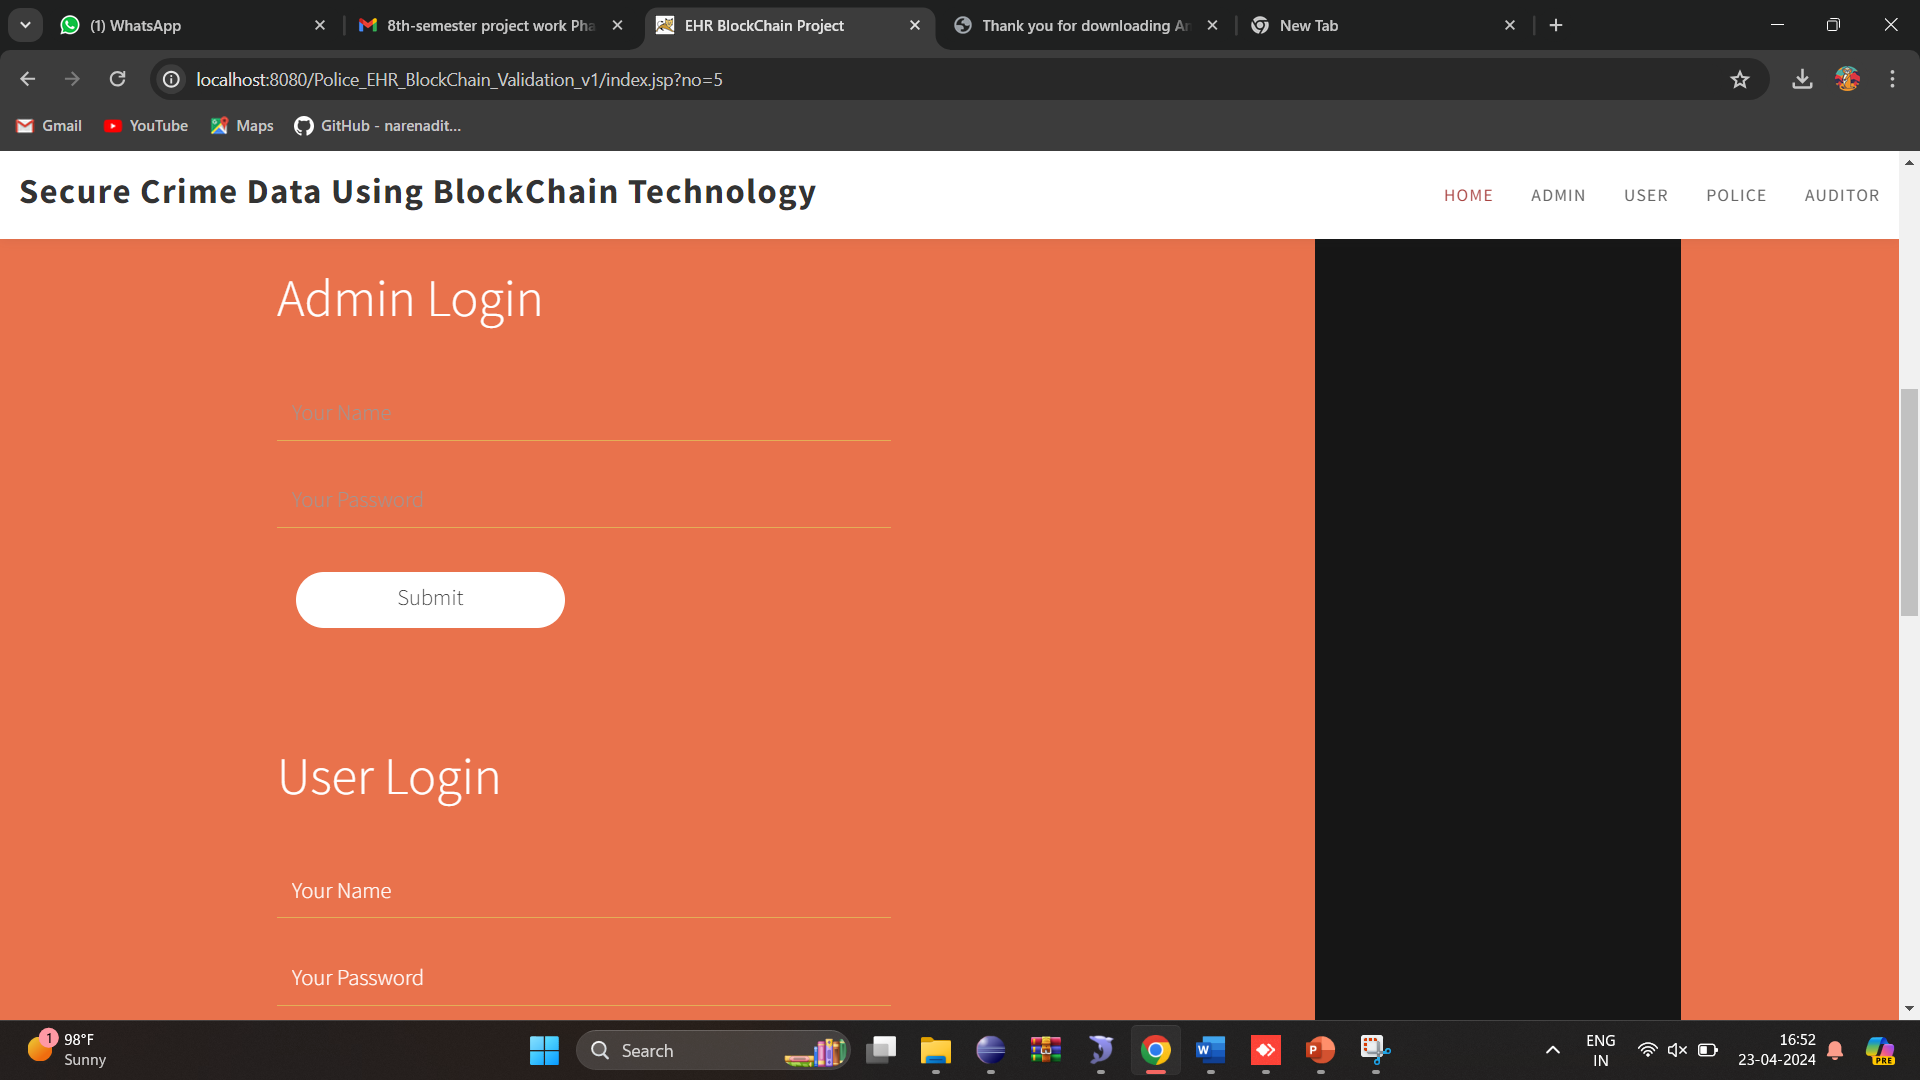 (1) WhatsApp
8th-semester project work Pha
EHR BlockChain Project
Thank you for downloading An
New Tab
localhost:8080/Police_EHR_BlockChain_Validation_v1/index.jsp?no=5
Gmail
YouTube
Maps
GitHub - narenadit...
Secure Crime Data Using BlockChain Technology
HOME
ADMIN
USER
POLICE
AUDITOR
Admin Login
Your Name
Your Password
Submit
User Login
Your Name
Your Password
1
98°F
Sunny
Search
W
P
PRE
ENG
IN
16:52
23-04-2024